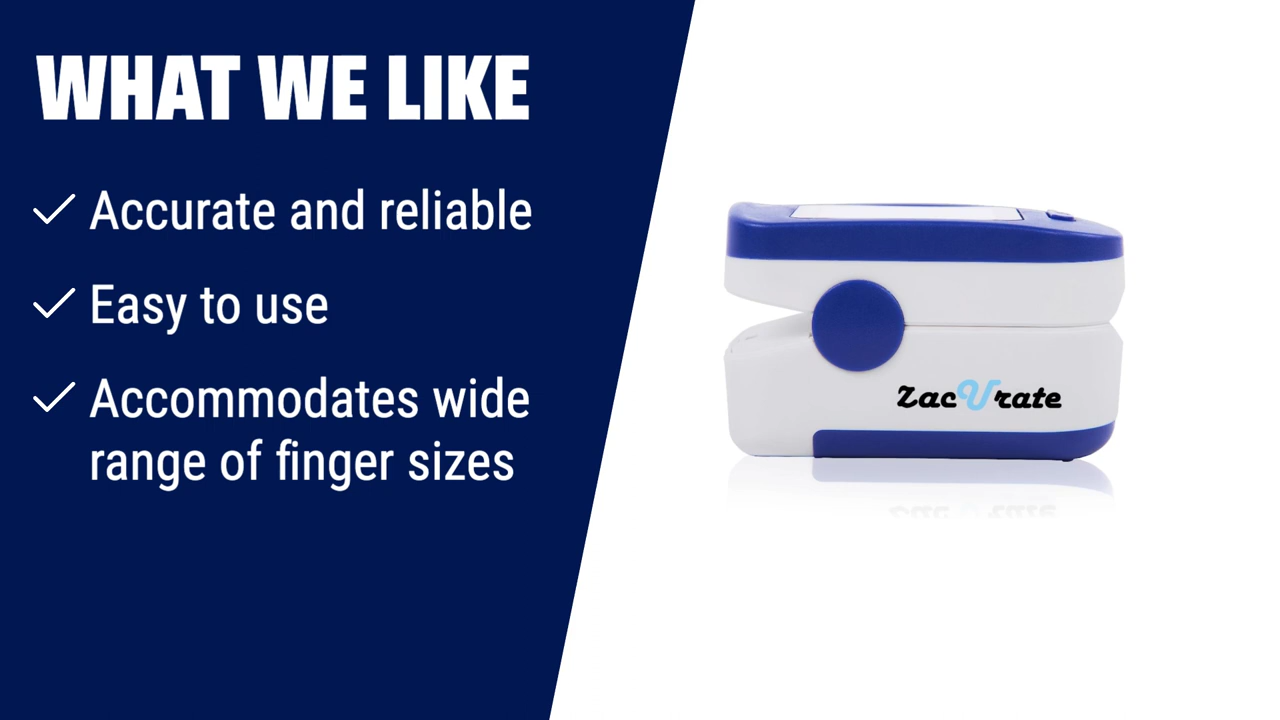 WHAT WE LIKE
Accurate and reliable
Easy to use
Accommodates wide
range of finger sizes
ZacUrate